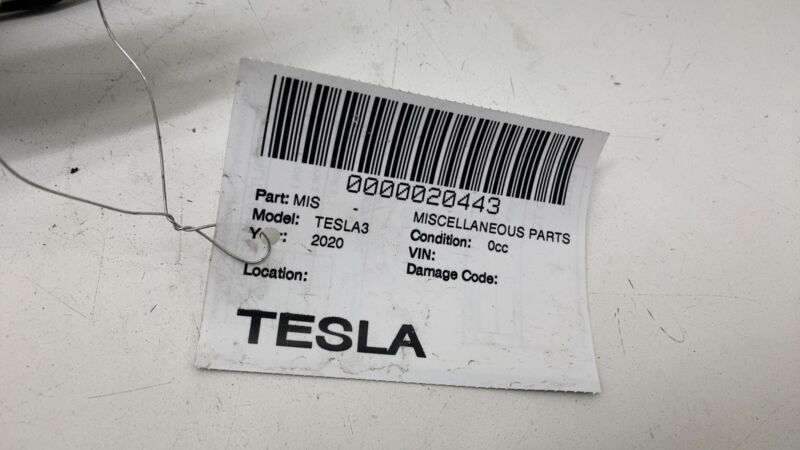 0000020443
Part: MIS - MISCELLANEOUS PARTS
Model: TESLA3 Condition: 0cc
2020 VIN:
Location: Damage Code:
TESLA